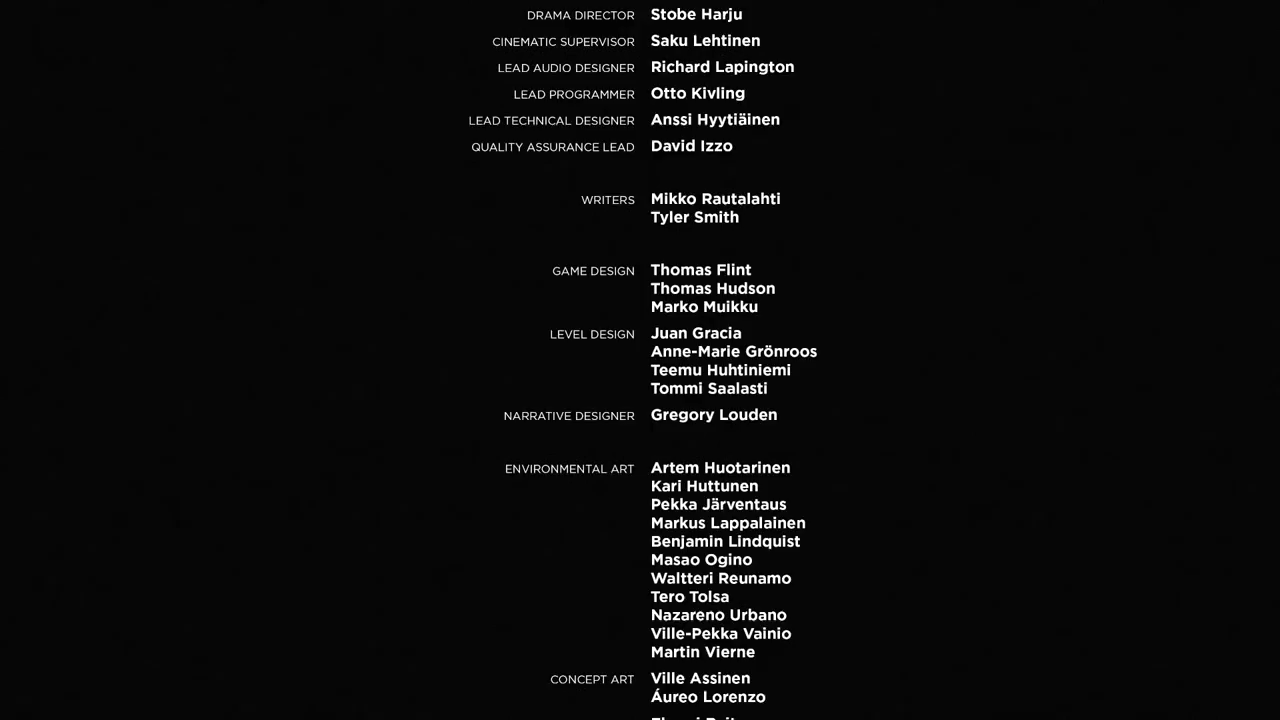 DRAMA DIRECTOR Stobe Harju
CINEMATIC SUPERVISOR Saku Lehtinen
LEAD AUDIO DESIGNER Richard Lapington
LEAD PROGRAMMER Otto Kivling
LEAD TECHNICAL DESIGNER Anssi Hyytiäinen
QUALITY ASSURANCE LEAD David Izzo
WRITERS Mikko Rautalahti
Tyler Smith
GAME DESIGN Thomas Flint
Thomas Hudson
Marko Muikku
LEVEL DESIGN Juan Gracia
Anne-Marie Grönroos
Teemu Huhtiniemi
Tommi Saalasti
NARRATIVE DESIGNER Gregory Louden
ENVIRONMENTAL ART Artem Huotarinen
Kari Huttunen
Pekka Järventaus
Markus Lappalainen
Benjamin Lindquist
Masao Ogino
Waltteri Reunamo
Tero Tolsa
Nazareno Urbano
Ville-Pekka Vainio
Martin Vierne
CONCEPT ART Ville Assinen
Áureo Lorenzo